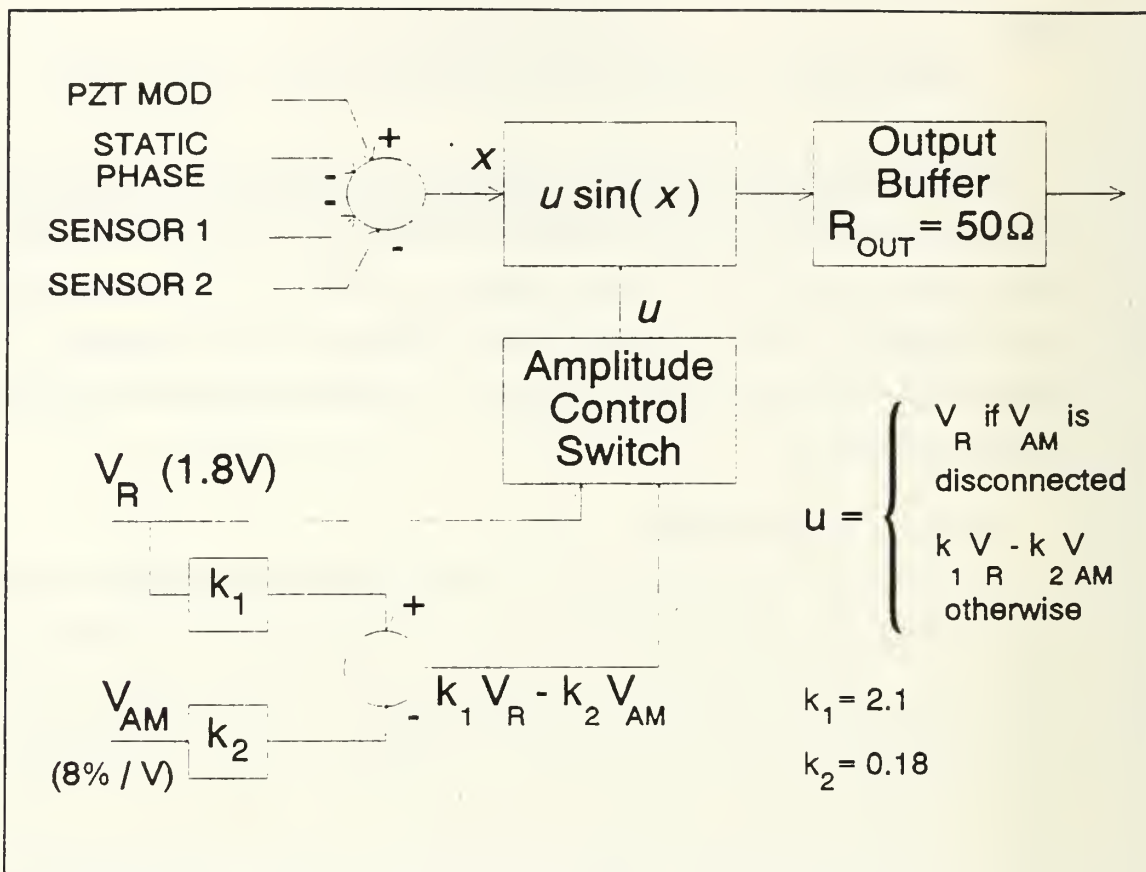 PZT MOD
STATIC
PHASE
SENSOR 1
SENSOR 2
+
-
-
-
x
u sin( x )
Output
Buffer
R_OUT = 50Ω
u
Amplitude
Control
Switch
V_R (1.8V)
k_1
+
V_AM
(8% / V)
k_2
-
k_1 V_R - k_2 V_AM
u =
V_R if V_AM is
disconnected
k_1 V_R - k_2 V_AM
otherwise
k_1 = 2.1
k_2 = 0.18